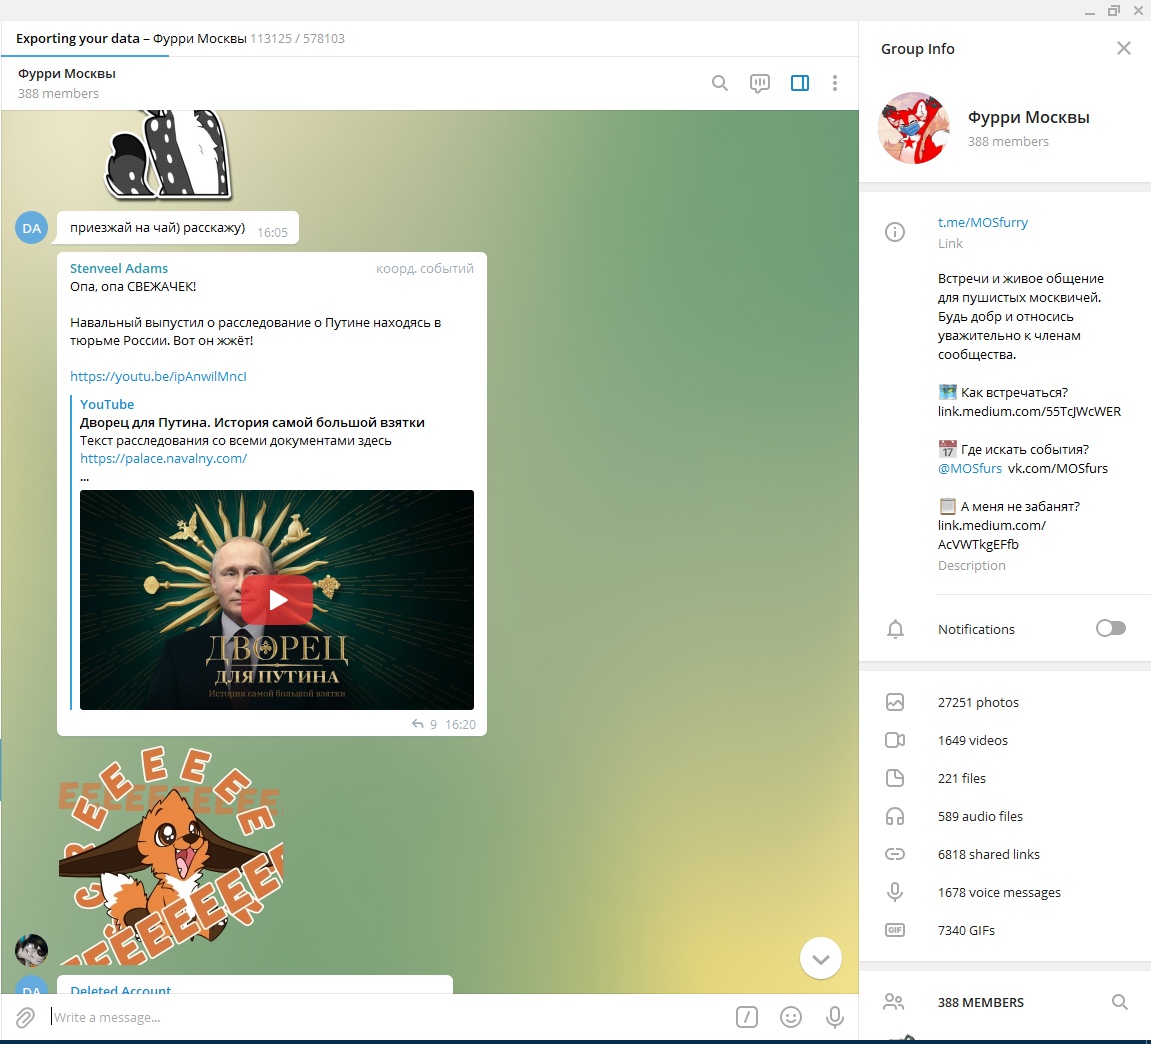 Exporting your data – Фурри Москвы 113125 / 578103
Фурри Москвы
388 members
DA
приезжай на чай) расскажу) 16:05
Stenveel Adams коорд. событий
Опа, опа СВЕЖАЧЕК!
Навальный выпустил о расследование о Путине находясь в
тюрьме России. Вот он жжёт!
https://youtu.be/ipAnwilMncI
YouTube
Дворец для Путина. История самой большой взятки
Текст расследования со всеми документами здесь
https://palace.navalny.com/
...
ДВОРЕЦ
ДЛЯ ПУТИНА
История самой большой взятки
9 16:20
DA
Deleted Account
Write a message...
Group Info
Фурри Москвы
388 members
t.me/MOSfurry
Link
Встречи и живое общение
для пушистых москвичей.
Будь добр и относись
уважительно к членам
сообщества.
Как встречаться?
link.medium.com/55TcJWcWER
17 Где искать события?
@MOSfurs vk.com/MOSfurs
А меня не забанят?
link.medium.com/
AcVWTkgEFfb
Description
Notifications
27251 photos
1649 videos
221 files
589 audio files
6818 shared links
1678 voice messages
GIF 7340 GIFs
388 MEMBERS